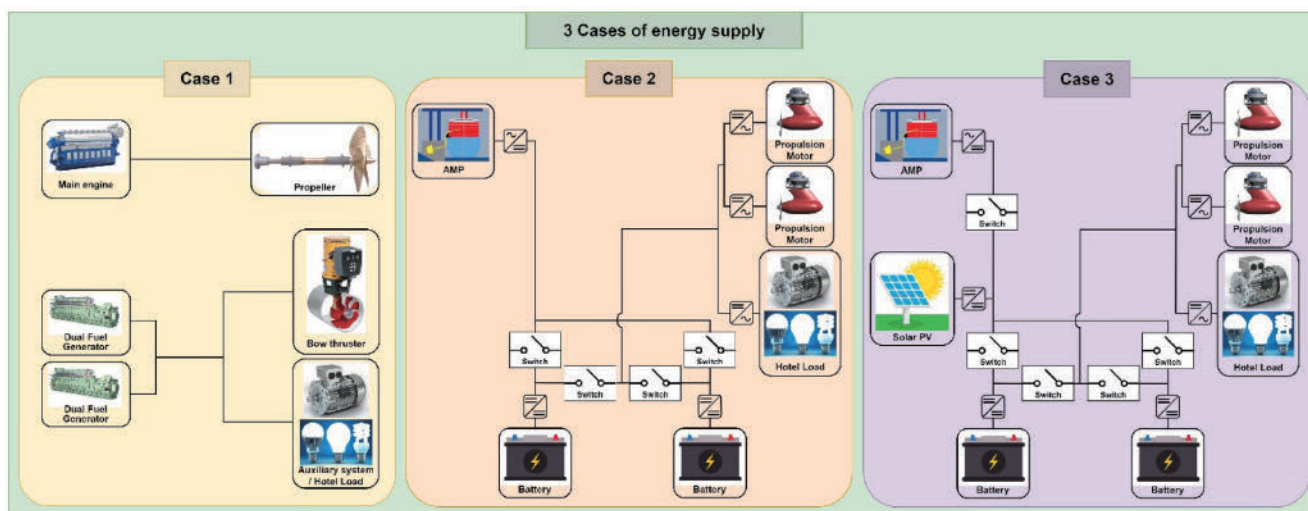 3 Cases of energy supply
Case 1
Main engine
Propeller
Bow thruster
Dual Fuel
Generator
Dual Fuel
Generator
Auxiliary system
/ Hotel Load
Case 2
AMP
Propulsion
Motor
Propulsion
Motor
Hotel Load
Switch
Switch
Switch
Switch
Battery
Battery
Case 3
AMP
Propulsion
Motor
Switch
Propulsion
Motor
Solar PV
Hotel Load
Switch
Switch
Switch
Switch
Battery
Battery